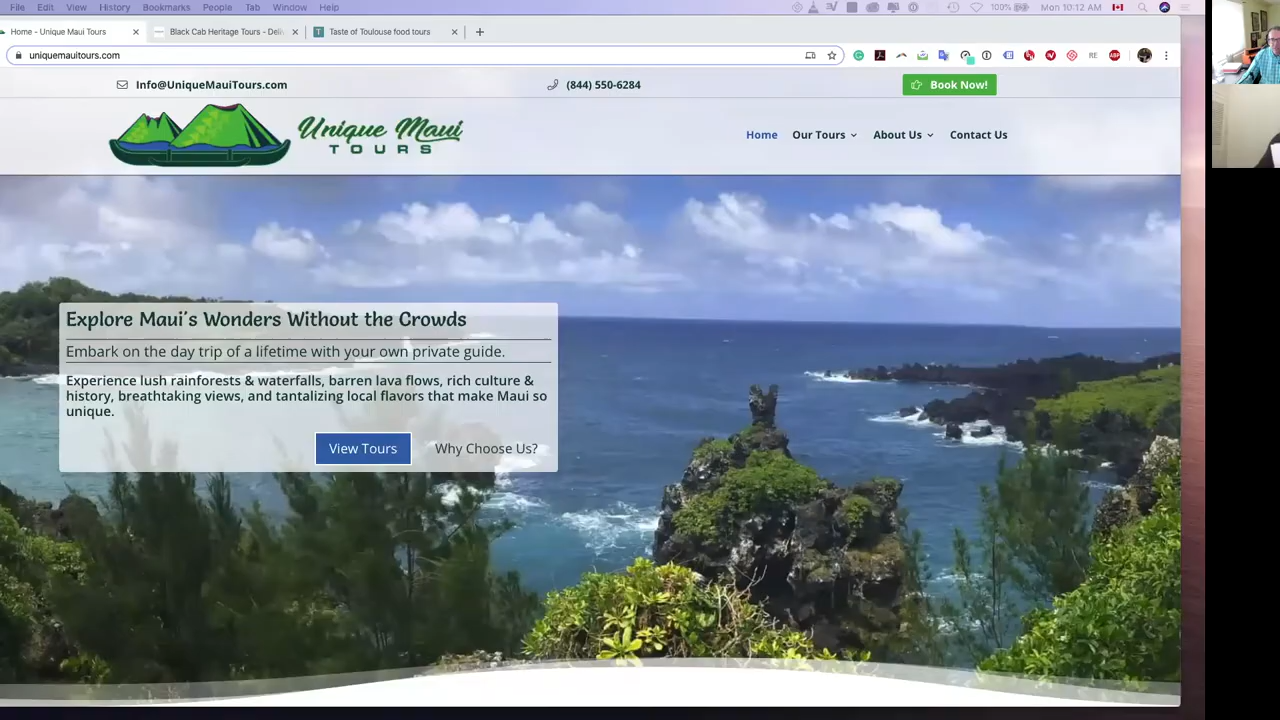 File Edit View History Bookmarks People Tab Window Help 100% Mon 10:12 AM
Home - Unique Maui Tours Black Cab Heritage Tours - Deli Taste of Toulouse food tours
uniquemauitours.com RE ABP
Info@UniqueMauiTours.com (844) 550-6284 Book Now!
Unique Maui
TOURS
Home Our Tours About Us Contact Us
Explore Maui's Wonders Without the Crowds
Embark on the day trip of a lifetime with your own private guide.
Experience lush rainforests & waterfalls, barren lava flows, rich culture &
history, breathtaking views, and tantalizing local flavors that make Maui so
unique.
View Tours Why Choose Us?